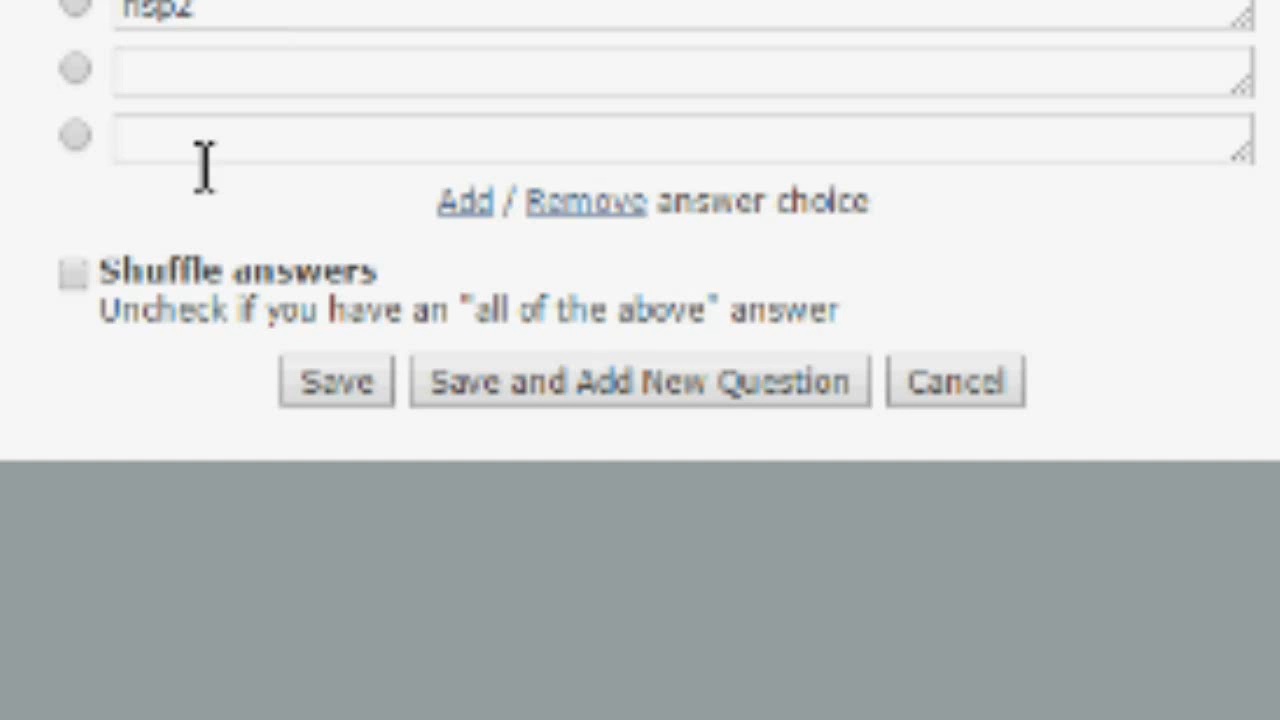 Add / Remove answer choice
Shuffle answers
Uncheck if you have an "all of the above" answer
Save Save and Add New Question Cancel